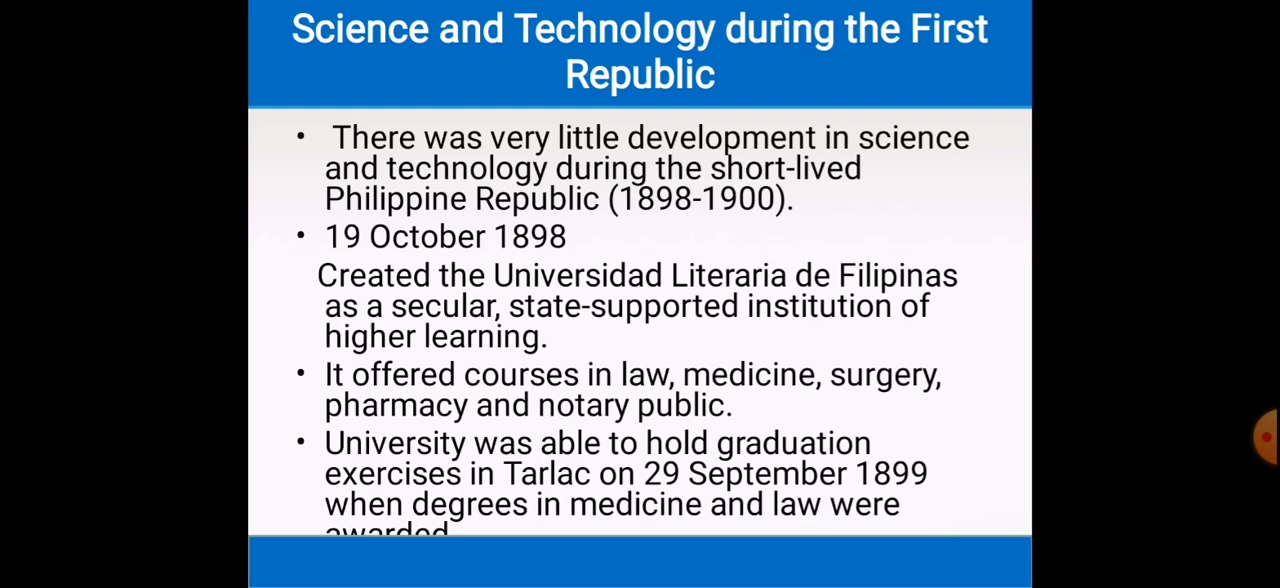 Science and Technology during the First
Republic
• There was very little development in science
and technology during the short-lived
Philippine Republic (1898-1900).
• 19 October 1898
Created the Universidad Literaria de Filipinas
as a secular, state-supported institution of
higher learning.
• It offered courses in law, medicine, surgery,
pharmacy and notary public.
• University was able to hold graduation
exercises in Tarlac on 29 September 1899
when degrees in medicine and law were
awarded